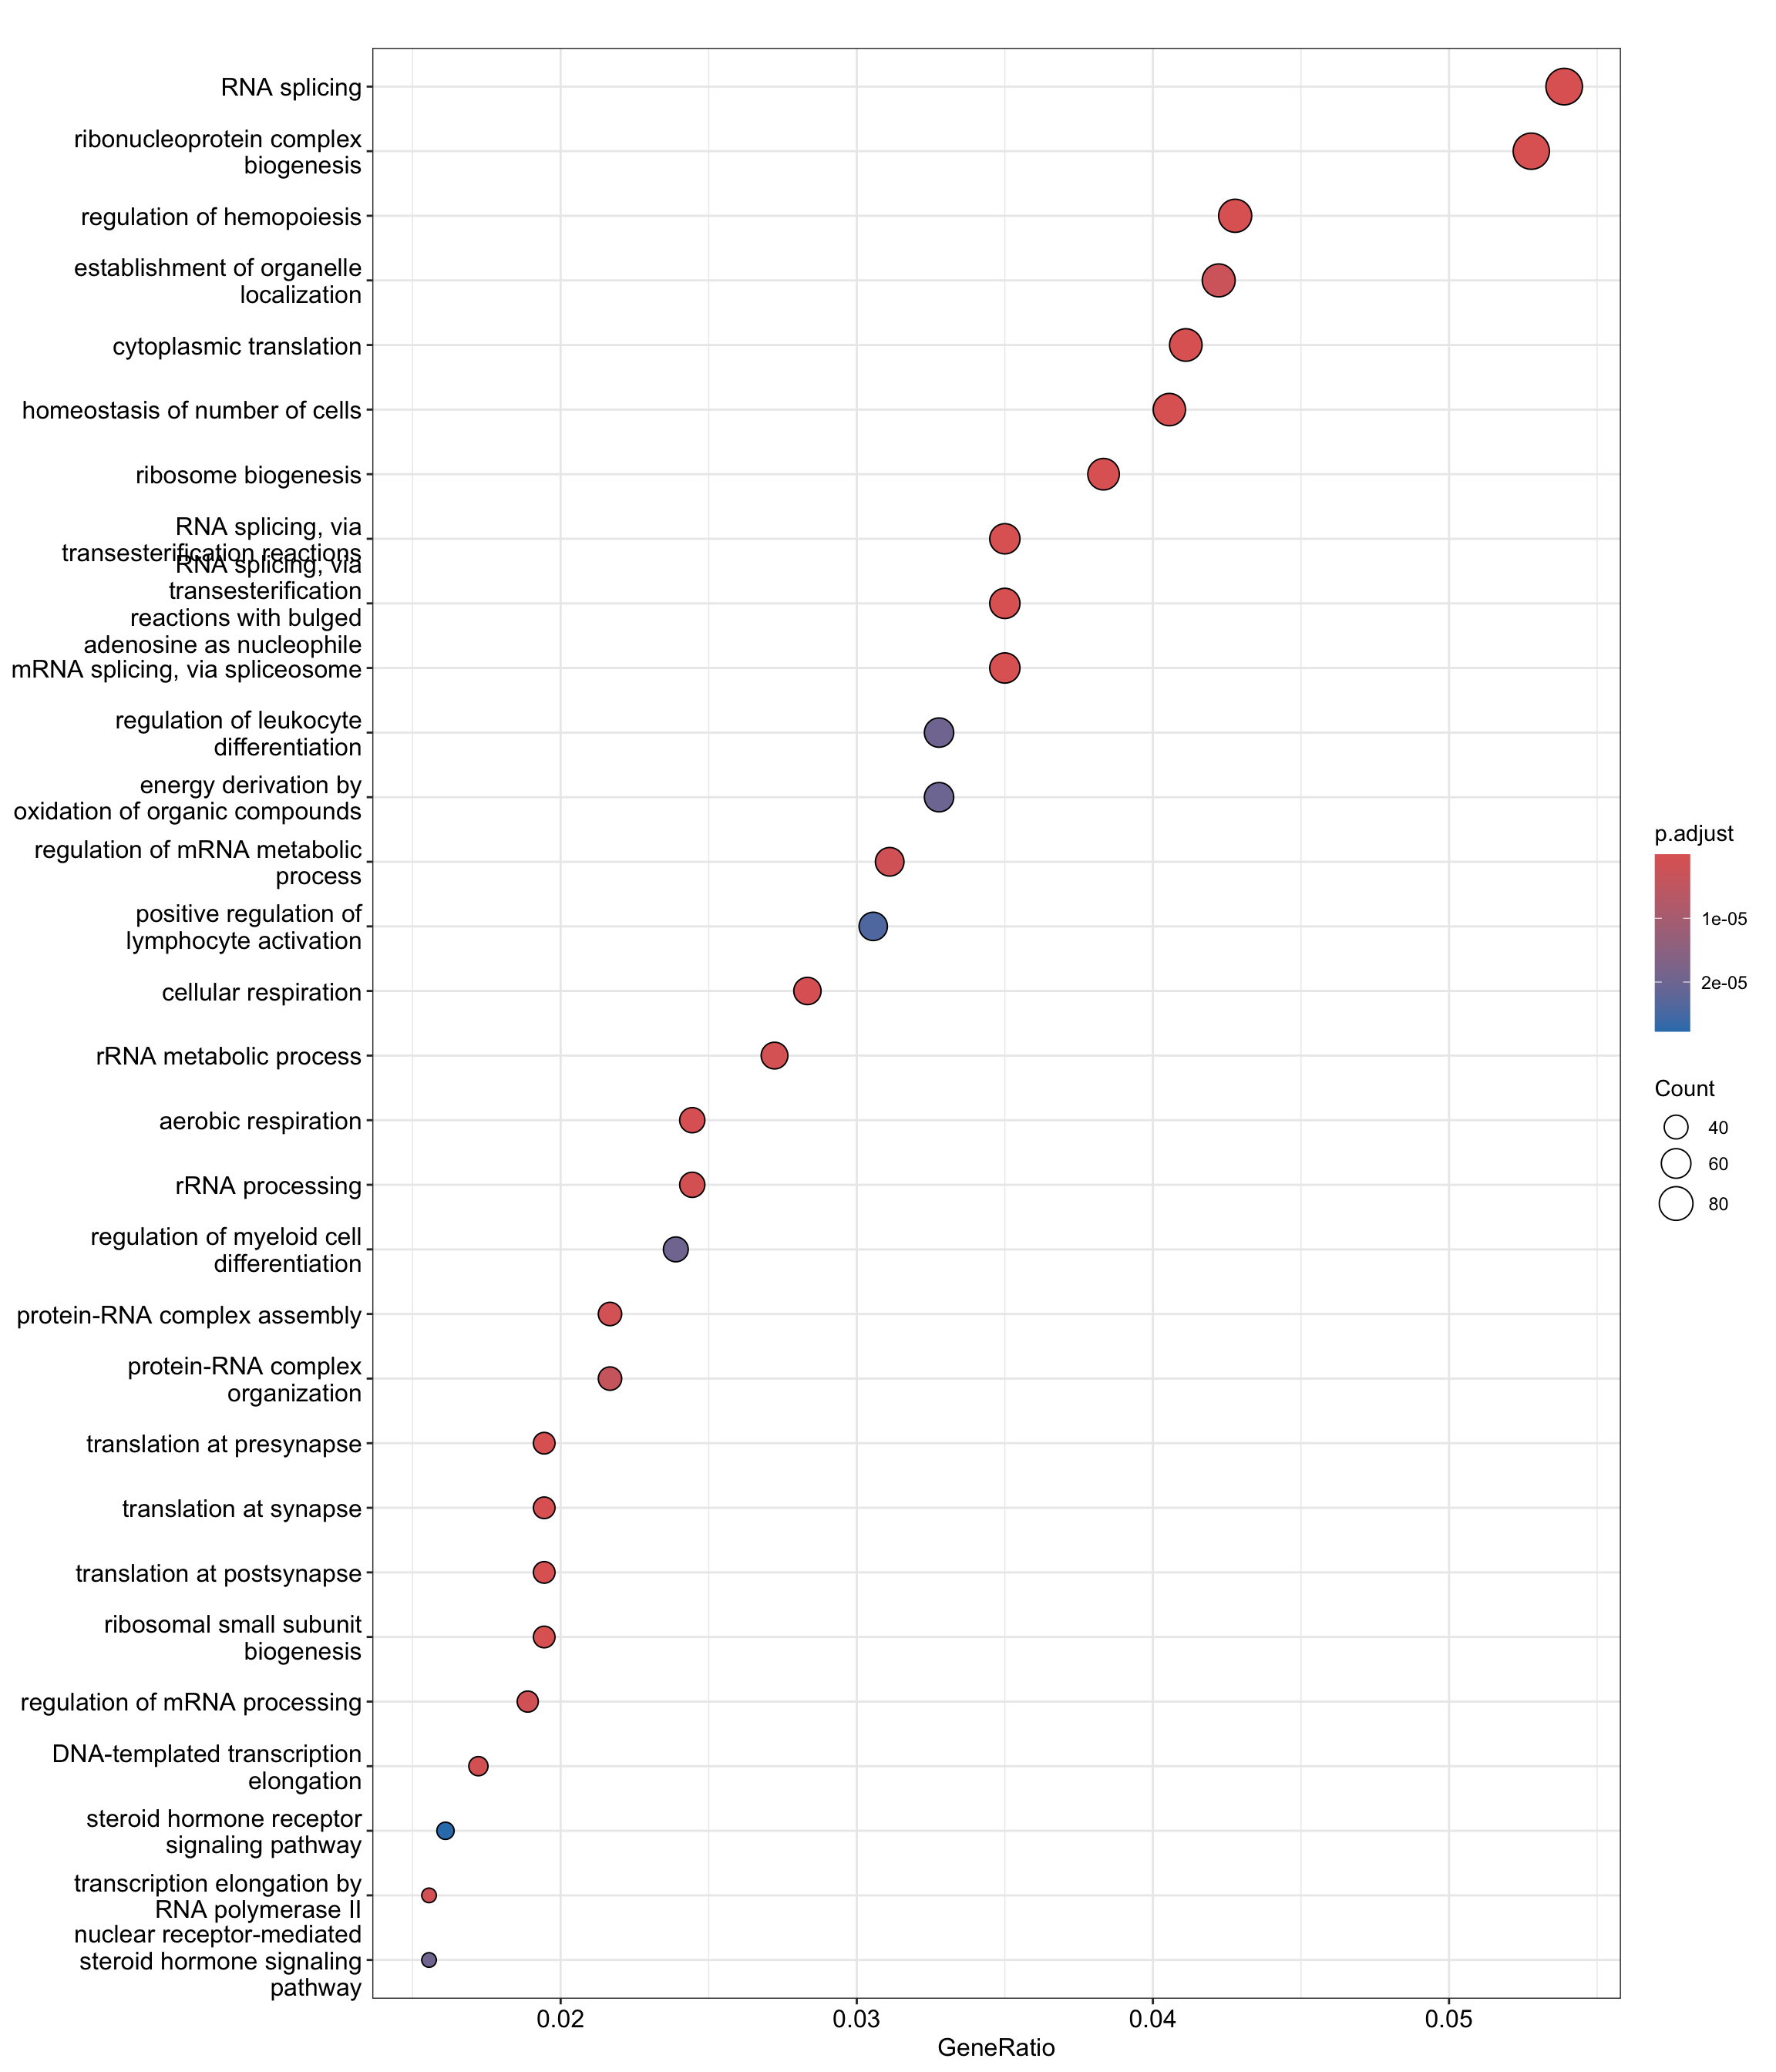 RNA splicing
ribonucleoprotein complex
biogenesis
regulation of hemopoiesis
establishment of organelle
localization
cytoplasmic translation
homeostasis of number of cells
ribosome biogenesis
RNA splicing, via
transesterification reactions
RNA splicing, via
transesterification
reactions with bulged
adenosine as nucleophile
mRNA splicing, via spliceosome
regulation of leukocyte
differentiation
energy derivation by
oxidation of organic compounds
regulation of mRNA metabolic
process
positive regulation of
lymphocyte activation
cellular respiration
rRNA metabolic process
aerobic respiration
rRNA processing
regulation of myeloid cell
differentiation
protein-RNA complex assembly
protein-RNA complex
organization
translation at presynapse
translation at synapse
translation at postsynapse
ribosomal small subunit
biogenesis
regulation of mRNA processing
DNA-templated transcription
elongation
steroid hormone receptor
signaling pathway
transcription elongation by
RNA polymerase II
nuclear receptor-mediated
steroid hormone signaling
pathway
0.02 0.03 0.04 0.05
GeneRatio
p.adjust
1e-05
2e-05
Count
40
60
80